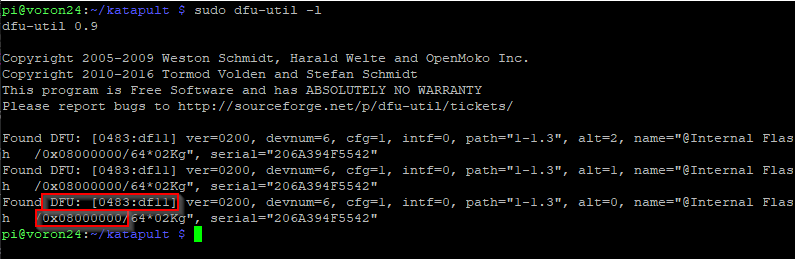 pi@voron24:~/katapult $ sudo dfu-util -l
dfu-util 0.9
Copyright 2005-2009 Weston Schmidt, Harald Welte and OpenMoko Inc.
Copyright 2010-2016 Tormod Volden and Stefan Schmidt
This program is Free Software and has ABSOLUTELY NO WARRANTY
Please report bugs to http://sourceforge.net/p/dfu-util/tickets/
Found DFU: [0483:df11] ver=0200, devnum=6, cfg=1, intf=0, path="1-1.3", alt=2, name="@Internal Flas
h   /0x08000000/64*02Kg", serial="206A394F5542"
Found DFU: [0483:df11] ver=0200, devnum=6, cfg=1, intf=0, path="1-1.3", alt=1, name="@Internal Flas
h   /0x08000000/64*02Kg", serial="206A394F5542"
Found DFU: [0483:df11] ver=0200, devnum=6, cfg=1, intf=0, path="1-1.3", alt=0, name="@Internal Flas
h   /0x08000000/64*02Kg", serial="206A394F5542"
pi@voron24:~/katapult $